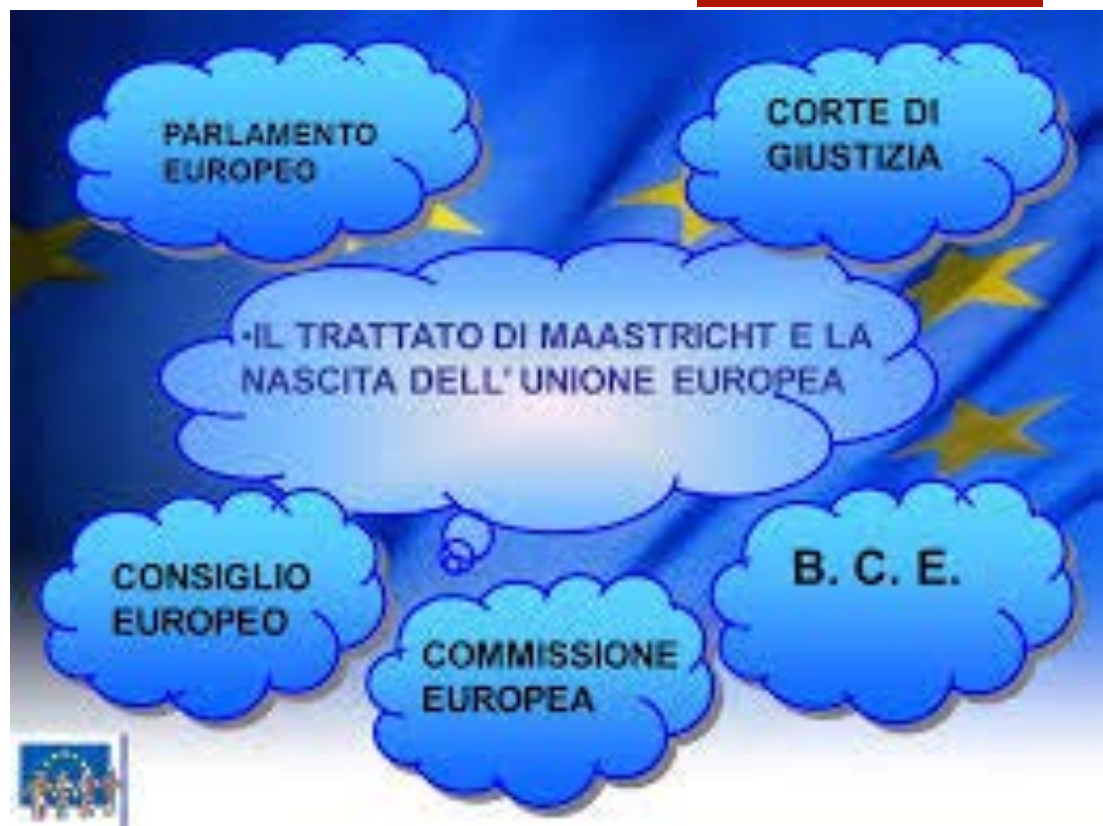 PARLAMENTO
EUROPEO
CORTE DI
GIUSTIZIA
•IL TRATTATO DI MAASTRICHT E LA
NASCITA DELL' UNIONE EUROPEA
CONSIGLIO
EUROPEO
COMMISSIONE
EUROPEA
B. C. E.